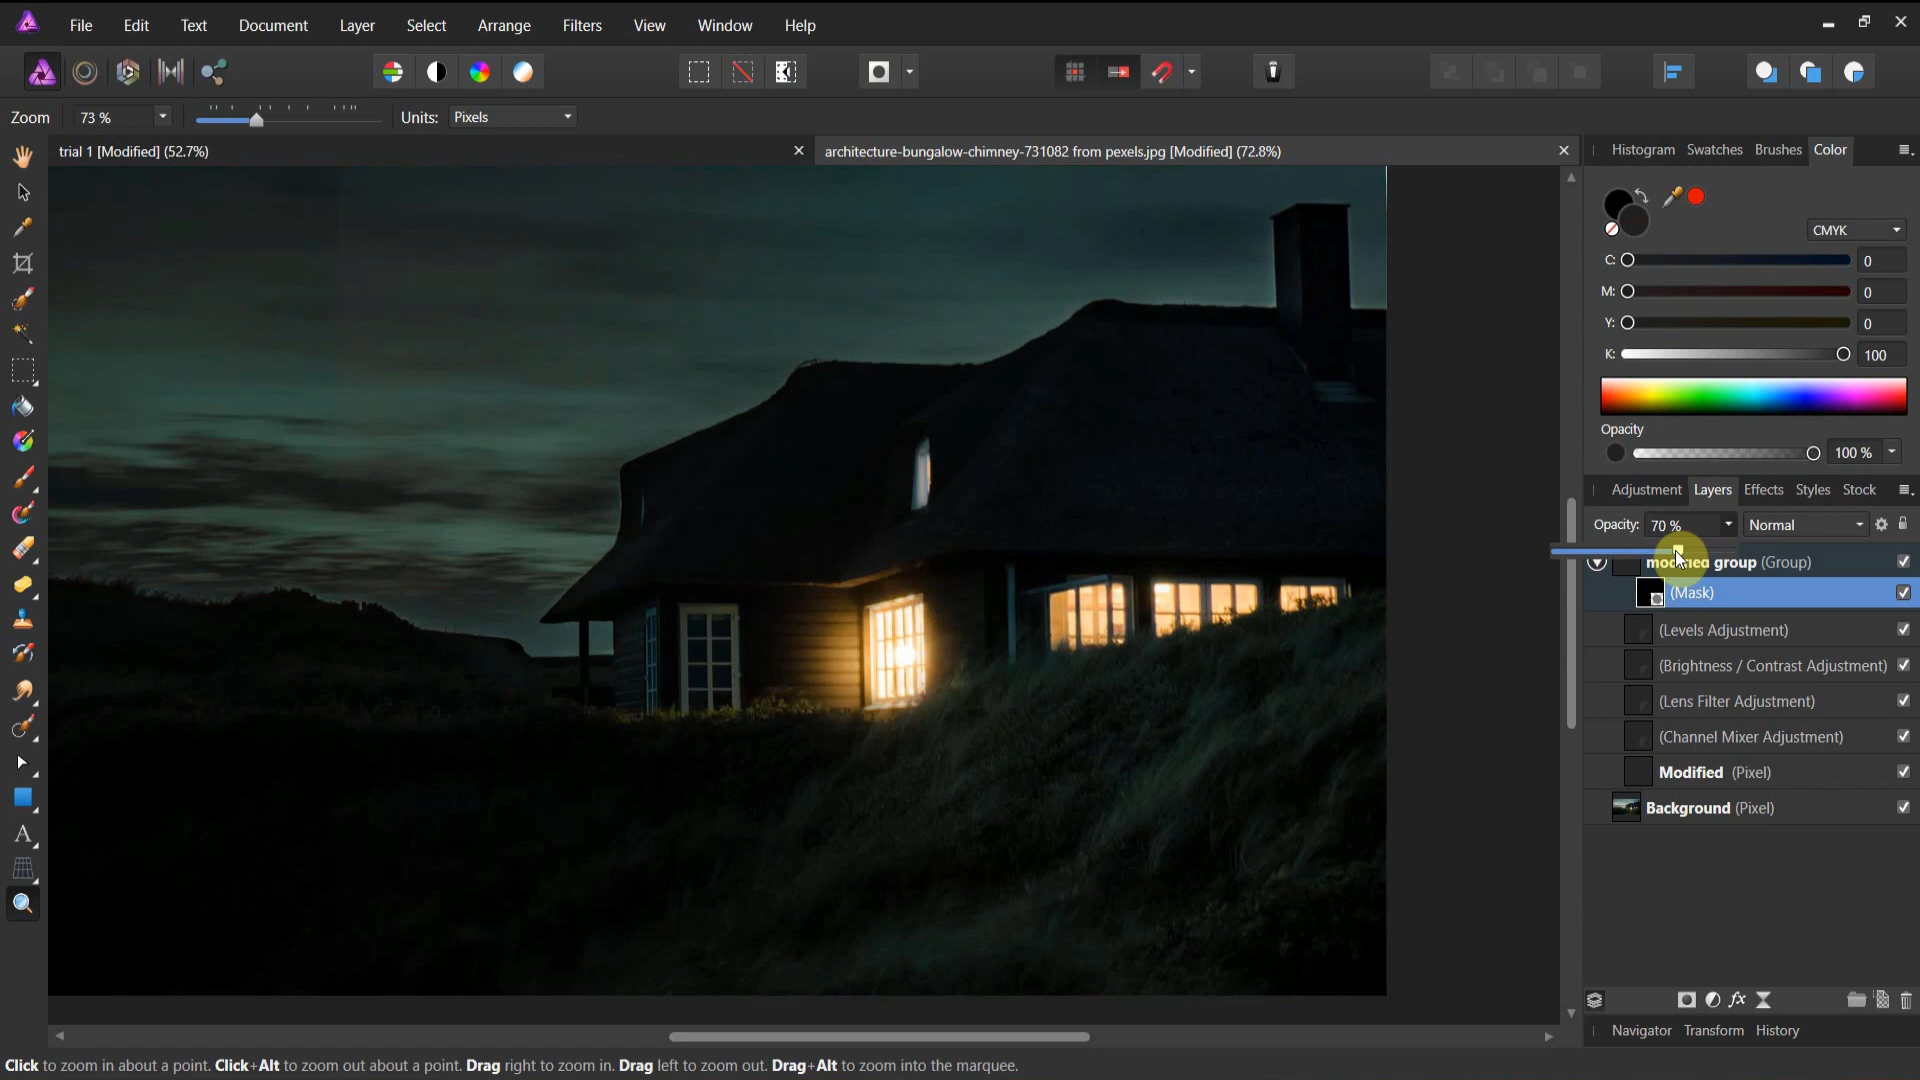 File Edit Text Document Layer Select Arrange Filters View Window Help
Zoom 73 % Units: Pixels
trial 1 [Modified] (52.7%)
architecture-bungalow-chimney-731082 from pexels.jpg [Modified] (72.8%)
Histogram Swatches Brushes Color
CMYK
C: 0
M: 0
Y: 0
K: 100
Opacity
100 %
Adjustment Layers Effects Styles Stock
Opacity: 70 % Normal
modified group (Group)
(Mask)
(Levels Adjustment)
(Brightness / Contrast Adjustment)
(Lens Filter Adjustment)
(Channel Mixer Adjustment)
Modified (Pixel)
Background (Pixel)
fx
Navigator Transform History
Click to zoom in about a point. Click+Alt to zoom out about a point. Drag right to zoom in. Drag left to zoom out. Drag+Alt to zoom into the marquee.